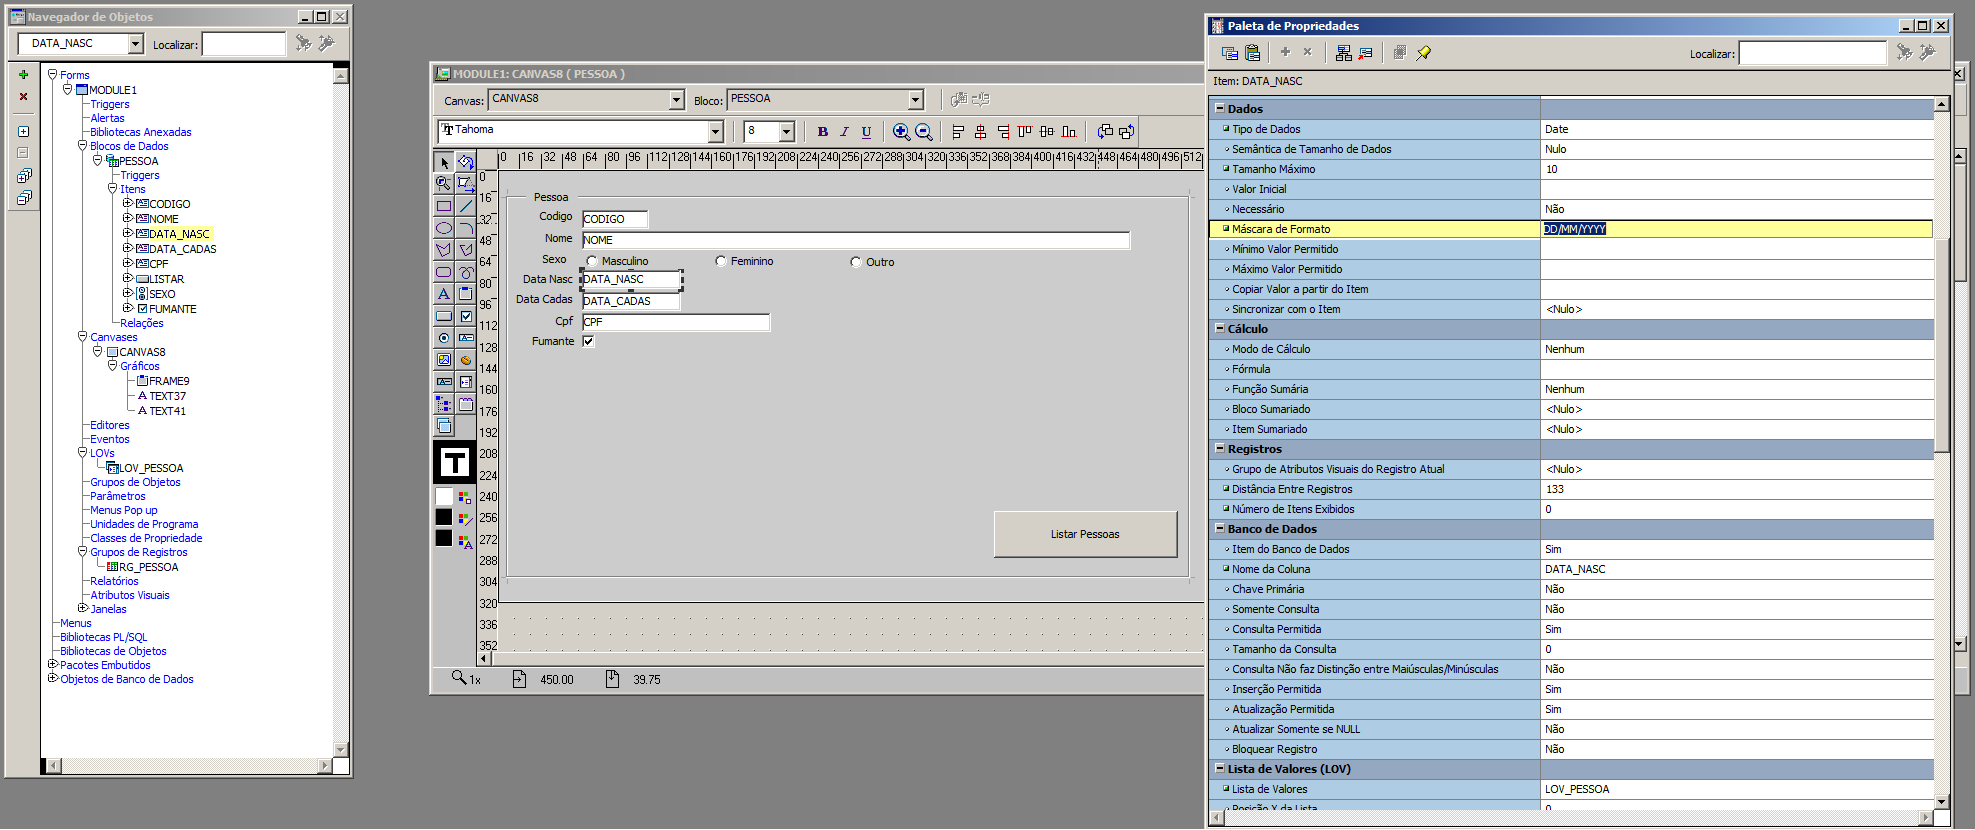 Navegador de Objetos
DATA_NASC
Localizar:
Forms
MODULE1
Triggers
Alertas
Bibliotecas Anexadas
Blocos de Dados
PESSOA
Triggers
Itens
CODIGO
NOME
DATA_NASC
DATA_CADAS
CPF
LISTAR
SEXO
FUMANTE
Relações
Canvases
CANVAS8
Gráficos
FRAME9
A TEXT37
A TEXT41
Editores
Eventos
LOVs
LOV_PESSOA
Grupos de Objetos
Parâmetros
Menus Pop up
Unidades de Programa
Classes de Propriedade
Grupos de Registros
RG_PESSOA
Relatórios
Atributos Visuais
Janelas
Menus
Bibliotecas PL/SQL
Bibliotecas de Objetos
Pacotes Embutidos
Objetos de Banco de Dados
MODULE1: CANVAS8 ( PESSOA )
Canvas: CANVAS8 Bloco: PESSOA
Tahoma 8 B I U
0 16 32 48 64 80 96 112 128 144 160 176 192 208 224 240 256 272 288 304 320 336 352 368 384 400 416 432 448 464 480 496 512
0
16
32
48
64
80
96
112
128
144
160
176
192
208
224
240
256
272
288
304
320
336
352
Pessoa
Codigo CODIGO
Nome NOME
Sexo Masculino Feminino Outro
Data Nasc DATA_NASC
Data Cadas DATA_CADAS
Cpf CPF
Fumante
Listar Pessoas
1x 450.00 39.75
Paleta de Propriedades
Localizar:
Item: DATA_NASC
Dados
Tipo de Dados Date
Semântica de Tamanho de Dados Nulo
Tamanho Máximo 10
Valor Inicial
Necessário Não
Máscara de Formato DD/MM/YYYY
Mínimo Valor Permitido
Máximo Valor Permitido
Copiar Valor a partir do Item
Sincronizar com o Item <Nulo>
Cálculo
Modo de Cálculo Nenhum
Fórmula
Função Sumária Nenhum
Bloco Sumariado <Nulo>
Item Sumariado <Nulo>
Registros
Grupo de Atributos Visuais do Registro Atual <Nulo>
Distância Entre Registros 133
Número de Itens Exibidos 0
Banco de Dados
Item do Banco de Dados Sim
Nome da Coluna DATA_NASC
Chave Primária Não
Somente Consulta Não
Consulta Permitida Sim
Tamanho da Consulta 0
Consulta Não faz Distinção entre Maiúsculas/Minúsculas Não
Inserção Permitida Sim
Atualização Permitida Sim
Atualizar Somente se NULL Não
Bloquear Registro Não
Lista de Valores (LOV)
Lista de Valores LOV_PESSOA
Posição X da Lista 0